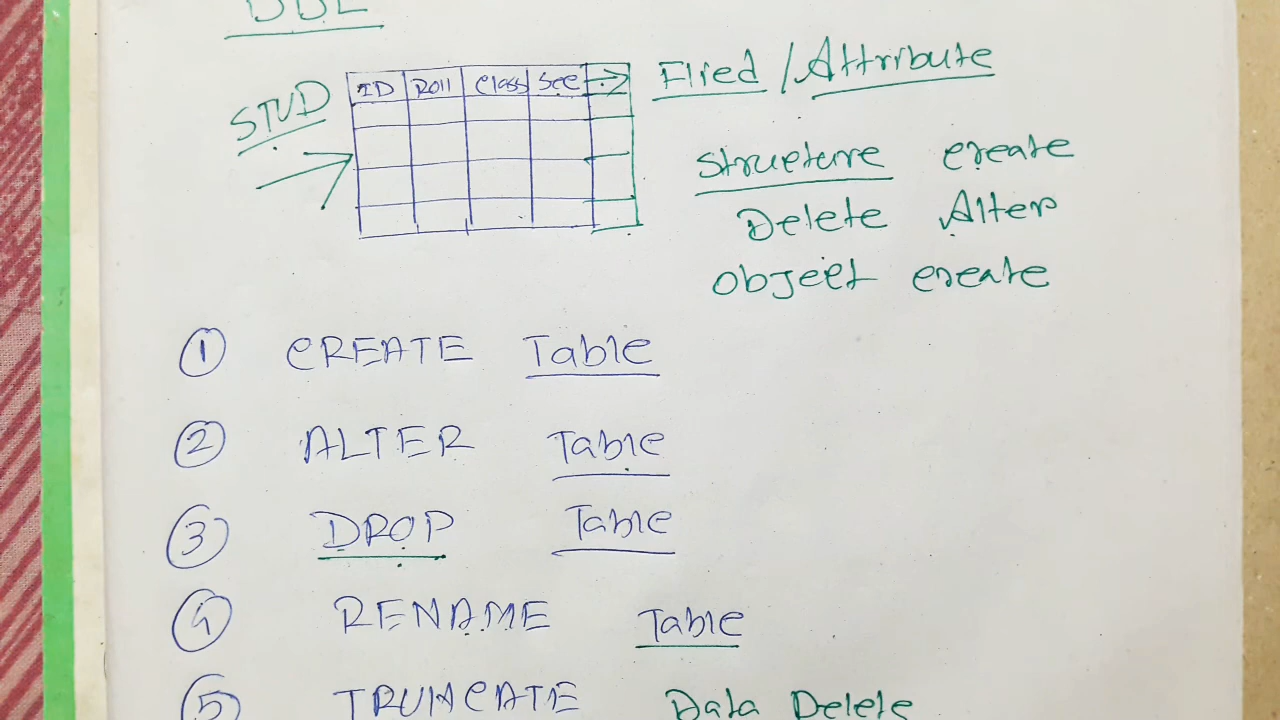 DDL
STUD
ID Roll Class Sec
Flied / Attribute
Structure create
Delete Alter
Object create
1 CREATE Table
2 ALTER Table
3 DROP Table
4 RENAME Table
5 TRUNCATE Data Delete